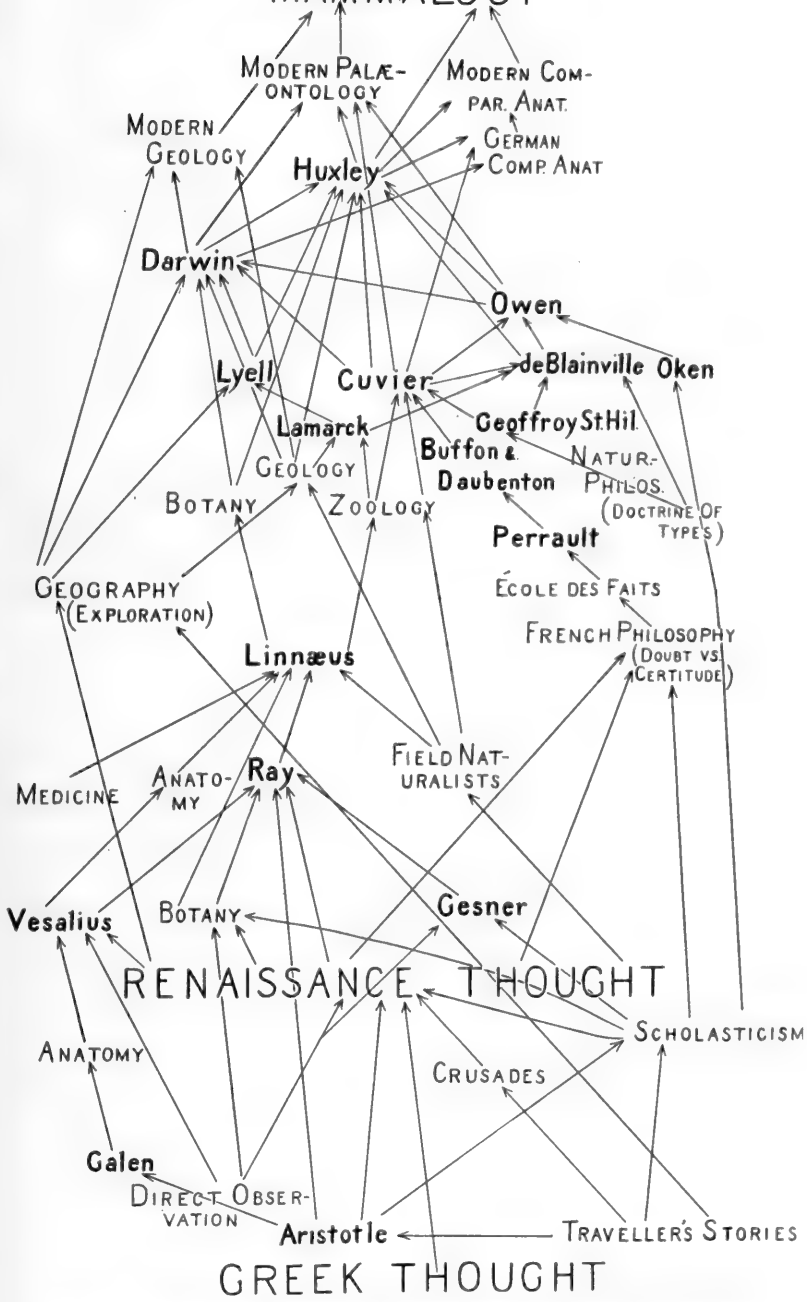 MODERN PALÆ-
ONTOLOGY
MODERN COM-
PAR. ANAT.
MODERN
GEOLOGY
GERMAN
COMP. ANAT
Huxley
Darwin
Owen
Lyell
Cuvier
deBlainville
Oken
Lamarck
Geoffroy St.Hil.
Buffon &
Daubenton
GEOLOGY
NATUR-
PHILOS.
(DOCTRINE OF
TYPES)
BOTANY
ZOOLOGY
Perrault
GEOGRAPHY
(EXPLORATION)
ÉCOLE DES FAITS
FRENCH PHILOSOPHY
(DOUBT VS.
CERTITUDE)
Linnæus
MEDICINE
ANATO-
MY
Ray
FIELD NAT-
URALISTS
Vesalius
BOTANY
Gesner
RENAISSANCE THOUGHT
SCHOLASTICISM
ANATOMY
CRUSADES
Galen
DIRECT OBSER-
VATION
Aristotle
TRAVELLER'S STORIES
GREEK THOUGHT